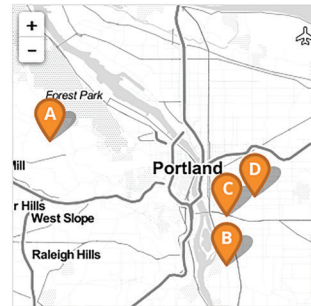 +
−
Forest Park
A
Mill
Portland
D
C
r Hills
West Slope
B
Raleigh Hills